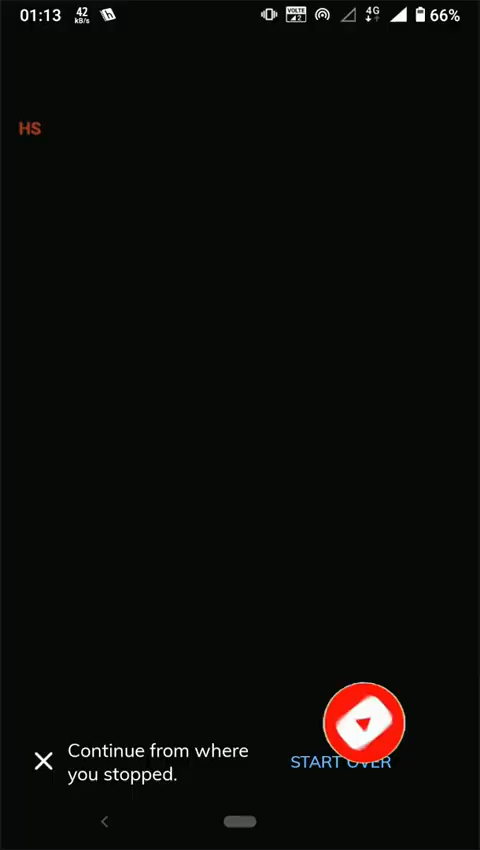 01:13
42
kB/s
VOLTE
2
4G
66%
HS
Continue from where
you stopped.
START OVER